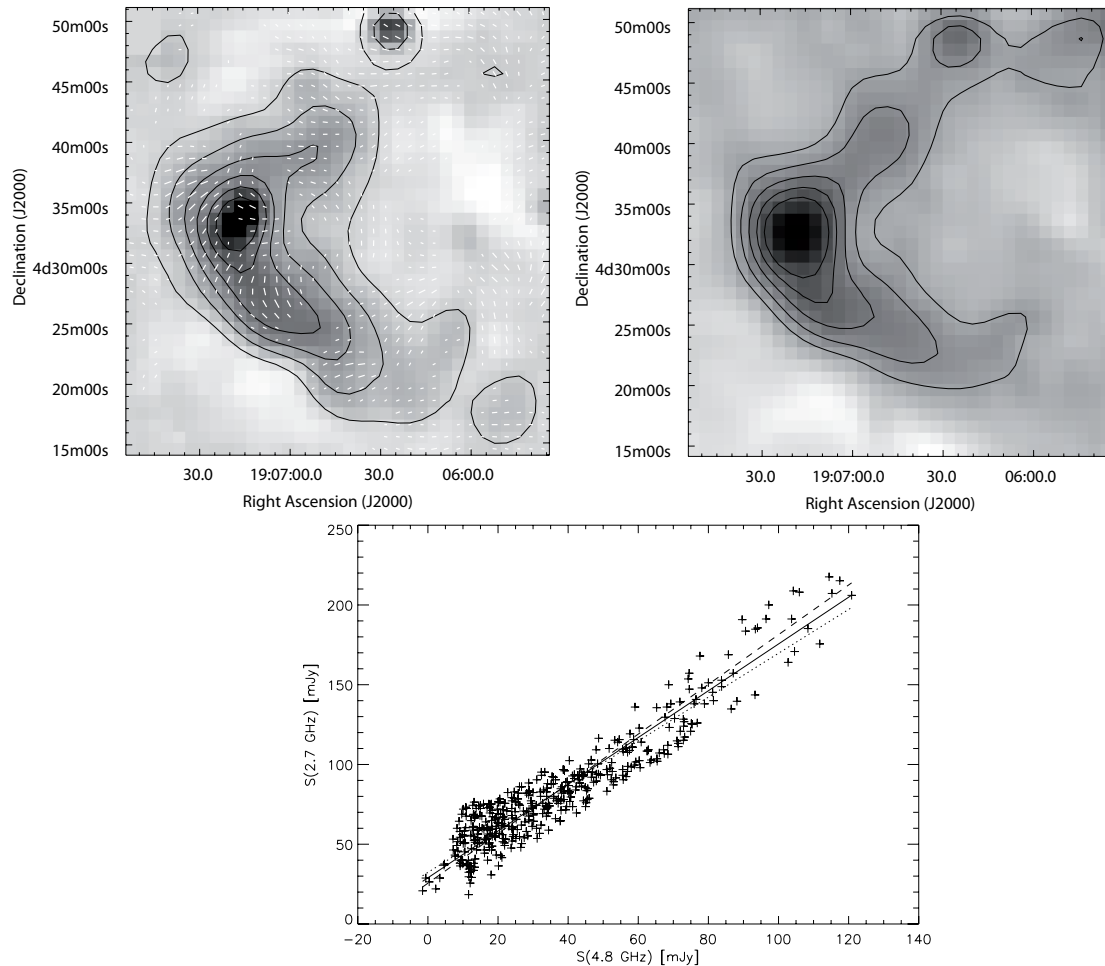 50m00s
45m00s
40m00s
35m00s
4d30m00s
25m00s
20m00s
15m00s
Declination (J2000)
30.0 19:07:00.0 30.0 06:00.0
Right Ascension (J2000)
50m00s
45m00s
40m00s
35m00s
4d30m00s
25m00s
20m00s
15m00s
Declination (J2000)
30.0 19:07:00.0 30.0 06:00.0
Right Ascension (J2000)
250
200
150
100
50
0
S(2.7 GHz) [mJy]
-20 0 20 40 60 80 100 120 140
S(4.8 GHz) [mJy]